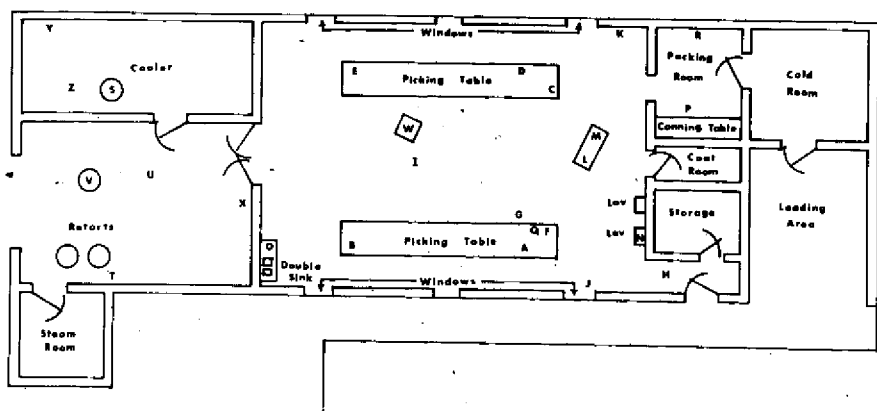 Y
Cooler
Z
S
Windows
K
R
Packing
Room
E
Picking Table
D
C
W
Cold
Room
P
Canning Table
M
L
I
V
U
X
Retorts
T
Coat
Room
Lav
Storage
Lav
N
Loading
Area
G
Q
F
B
Picking Table
A
O
Double
Sink
Windows
J
H
Steam
Room